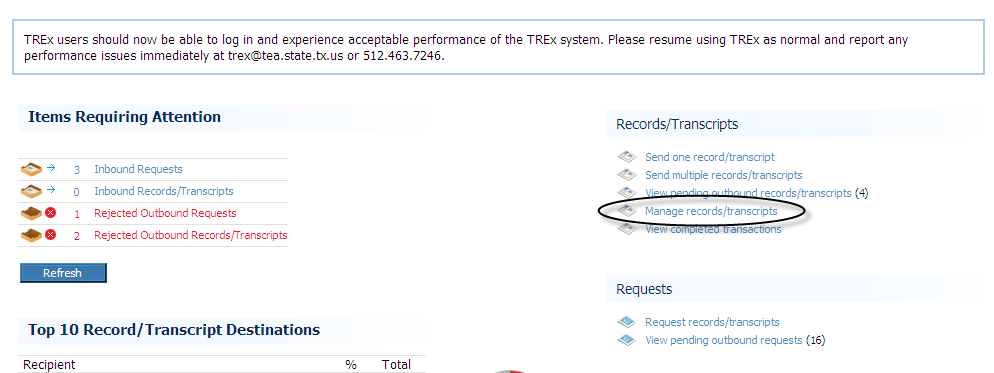 TREx users should now be able to log in and experience acceptable performance of the TREx system. Please resume using TREx as normal and report any
performance issues immediately at trex@tea.state.tx.us or 512.463.7246.
Items Requiring Attention
3 Inbound Requests
0 Inbound Records/Transcripts
1 Rejected Outbound Requests
2 Rejected Outbound Records/Transcripts
Refresh
Top 10 Record/Transcript Destinations
Recipient % Total
Records/Transcripts
Send one record/transcript
Send multiple records/transcripts
View pending outbound records/transcripts (4)
Manage records/transcripts
View completed transactions
Requests
Request records/transcripts
View pending outbound requests (16)